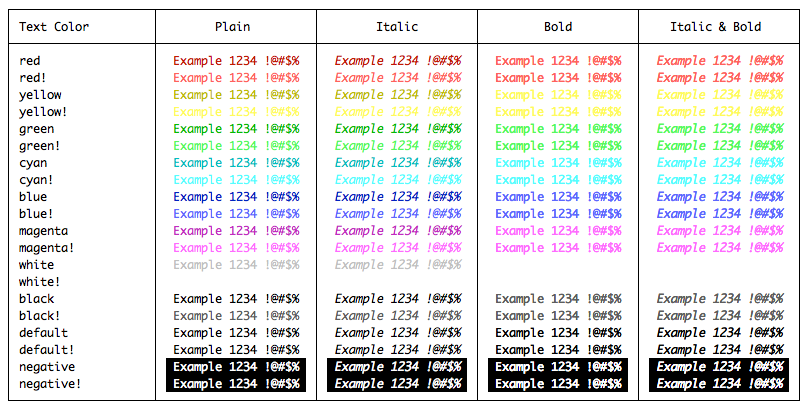 Text Color Plain Italic Bold Italic & Bold
red Example 1234 !@#$% Example 1234 !@#$% Example 1234 !@#$% Example 1234 !@#$%
red! Example 1234 !@#$% Example 1234 !@#$% Example 1234 !@#$% Example 1234 !@#$%
yellow Example 1234 !@#$% Example 1234 !@#$% Example 1234 !@#$% Example 1234 !@#$%
yellow! Example 1234 !@#$% Example 1234 !@#$% Example 1234 !@#$% Example 1234 !@#$%
green Example 1234 !@#$% Example 1234 !@#$% Example 1234 !@#$% Example 1234 !@#$%
green! Example 1234 !@#$% Example 1234 !@#$% Example 1234 !@#$% Example 1234 !@#$%
cyan Example 1234 !@#$% Example 1234 !@#$% Example 1234 !@#$% Example 1234 !@#$%
cyan! Example 1234 !@#$% Example 1234 !@#$% Example 1234 !@#$% Example 1234 !@#$%
blue Example 1234 !@#$% Example 1234 !@#$% Example 1234 !@#$% Example 1234 !@#$%
blue! Example 1234 !@#$% Example 1234 !@#$% Example 1234 !@#$% Example 1234 !@#$%
magenta Example 1234 !@#$% Example 1234 !@#$% Example 1234 !@#$% Example 1234 !@#$%
magenta! Example 1234 !@#$% Example 1234 !@#$% Example 1234 !@#$% Example 1234 !@#$%
white Example 1234 !@#$% Example 1234 !@#$%
white!
black Example 1234 !@#$% Example 1234 !@#$% Example 1234 !@#$% Example 1234 !@#$%
black! Example 1234 !@#$% Example 1234 !@#$% Example 1234 !@#$% Example 1234 !@#$%
default Example 1234 !@#$% Example 1234 !@#$% Example 1234 !@#$% Example 1234 !@#$%
default! Example 1234 !@#$% Example 1234 !@#$% Example 1234 !@#$% Example 1234 !@#$%
negative Example 1234 !@#$% Example 1234 !@#$% Example 1234 !@#$% Example 1234 !@#$%
negative! Example 1234 !@#$% Example 1234 !@#$% Example 1234 !@#$% Example 1234 !@#$%